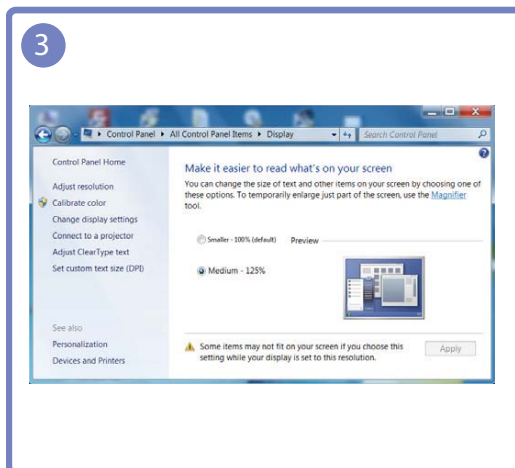 3
Control Panel ▸ All Control Panel Items ▸ Display
Search Control Panel
Control Panel Home
Adjust resolution
Calibrate color
Change display settings
Connect to a projector
Adjust ClearType text
Set custom text size (DPI)
See also
Personalization
Devices and Printers
Make it easier to read what's on your screen
You can change the size of text and other items on your screen by choosing one of
these options. To temporarily enlarge just part of the screen, use the Magnifier
tool.
Smaller - 100% (default)
Preview
Medium - 125%
Some items may not fit on your screen if you choose this
setting while your display is set to this resolution.
Apply